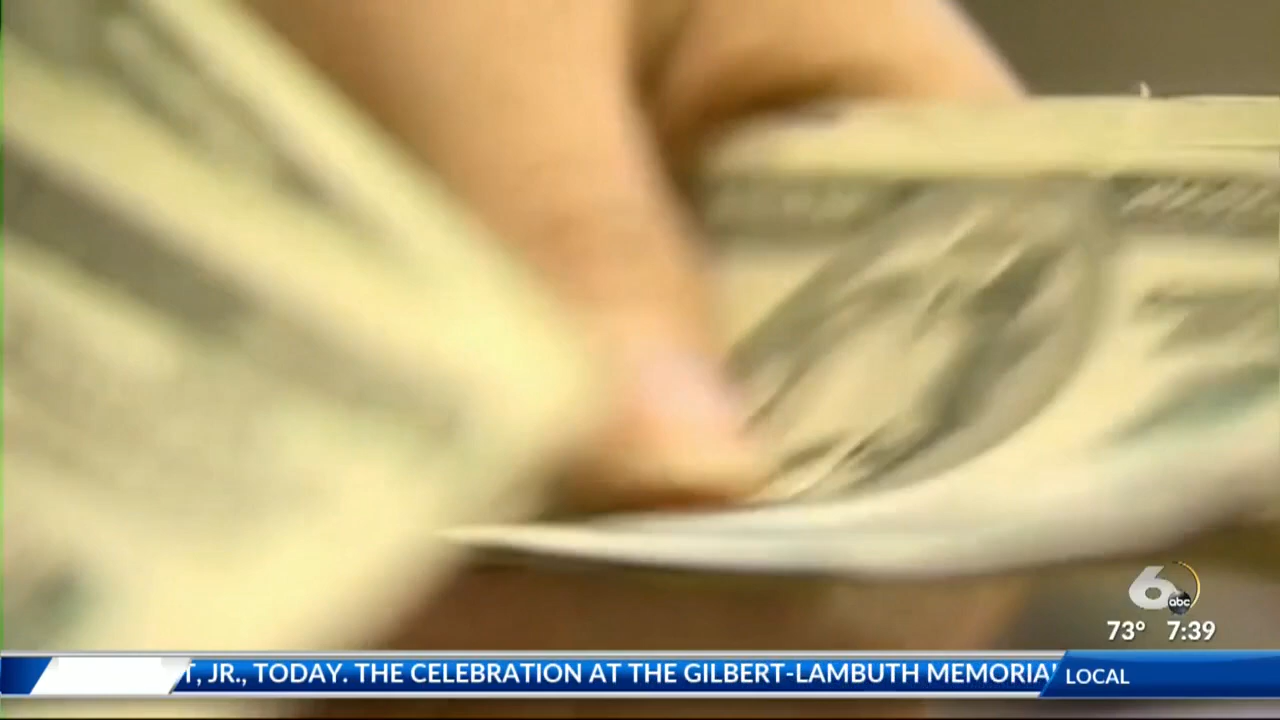 6
abc
73° 7:39
T, JR., TODAY. THE CELEBRATION AT THE GILBERT-LAMBUTH MEMORIA
LOCAL